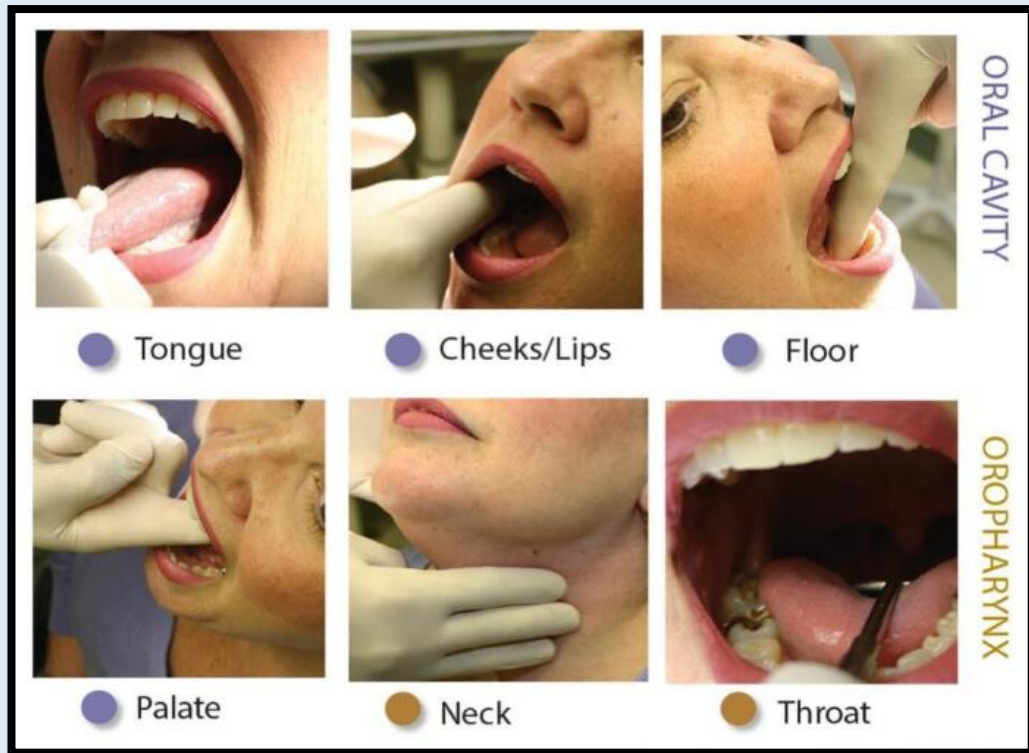 ORAL CAVITY
Tongue
Cheeks/Lips
Floor
OROPHARYNX
Palate
Neck
Throat